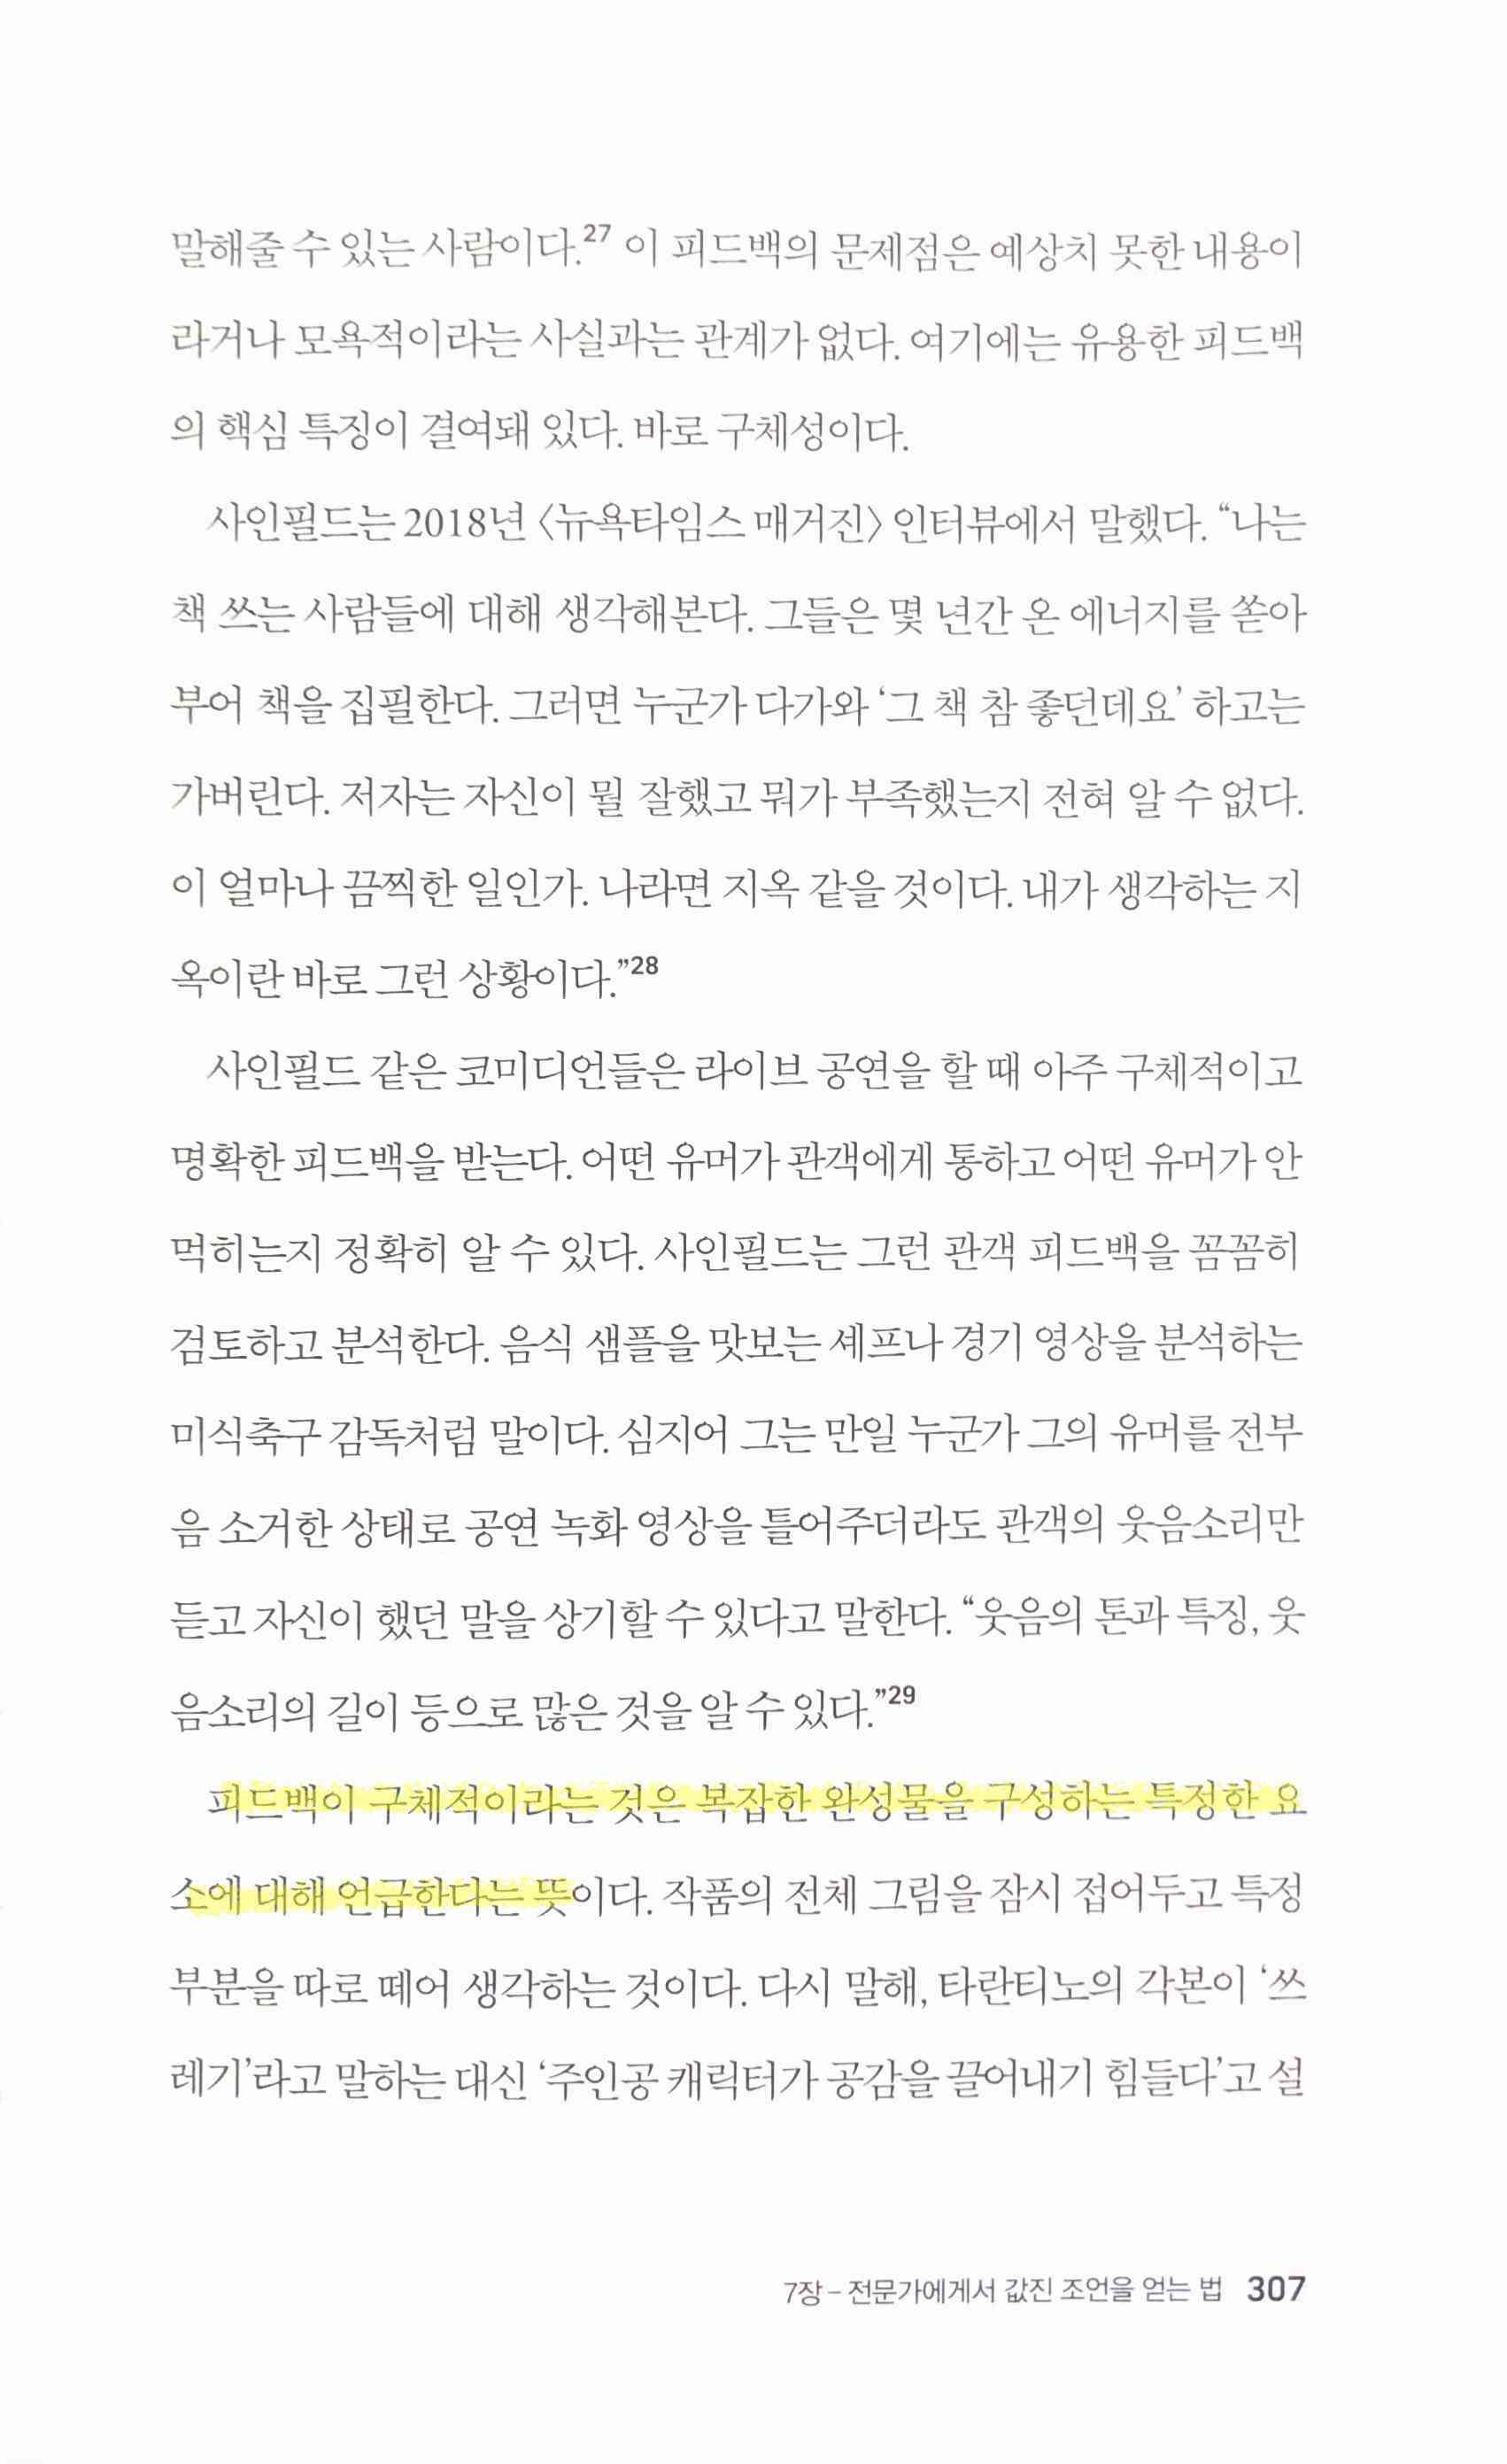 말해줄 수 있는 사람이다.27 이 피드백의 문제점은 예상치 못한 내용이
라거나 모욕적이라는 사실과는 관계가 없다. 여기에는 유용한 피드백
의 핵심 특징이 결여돼 있다. 바로 구체성이다.
사인필드는 2018년 〈뉴욕타임스 매거진〉 인터뷰에서 말했다. “나는
책 쓰는 사람들에 대해 생각해본다. 그들은 몇 년간 온 에너지를 쏟아
부어 책을 집필한다. 그러면 누군가 다가와 ‘그 책 참 좋던데요’ 하고는
가버린다. 저자는 자신이 뭘 잘했고 뭐가 부족했는지 전혀 알 수 없다.
이 얼마나 끔찍한 일인가. 나라면 지옥 같을 것이다. 내가 생각하는 지
옥이란 바로 그런 상황이다.”28
사인필드 같은 코미디언들은 라이브 공연을 할 때 아주 구체적이고
명확한 피드백을 받는다. 어떤 유머가 관객에게 통하고 어떤 유머가 안
먹히는지 정확히 알 수 있다. 사인필드는 그런 관객 피드백을 꼼꼼히
검토하고 분석한다. 음식 샘플을 맛보는 셰프나 경기 영상을 분석하는
미식축구 감독처럼 말이다. 심지어 그는 만일 누군가 그의 유머를 전부
음 소거한 상태로 공연 녹화 영상을 틀어주더라도 관객의 웃음소리만
듣고 자신이 했던 말을 상기할 수 있다고 말한다. “웃음의 톤과 특징, 웃
음소리의 길이 등으로 많은 것을 알 수 있다.”29
피드백이 구체적이라는 것은 복잡한 완성물을 구성하는 특정한 요
소에 대해 언급한다는 뜻이다. 작품의 전체 그림을 잠시 접어두고 특정
부분을 따로 떼어 생각하는 것이다. 다시 말해, 타란티노의 각본이 ‘쓰
레기’라고 말하는 대신 ‘주인공 캐릭터가 공감을 끌어내기 힘들다’고 설
7장 – 전문가에게서 값진 조언을 얻는 법 307